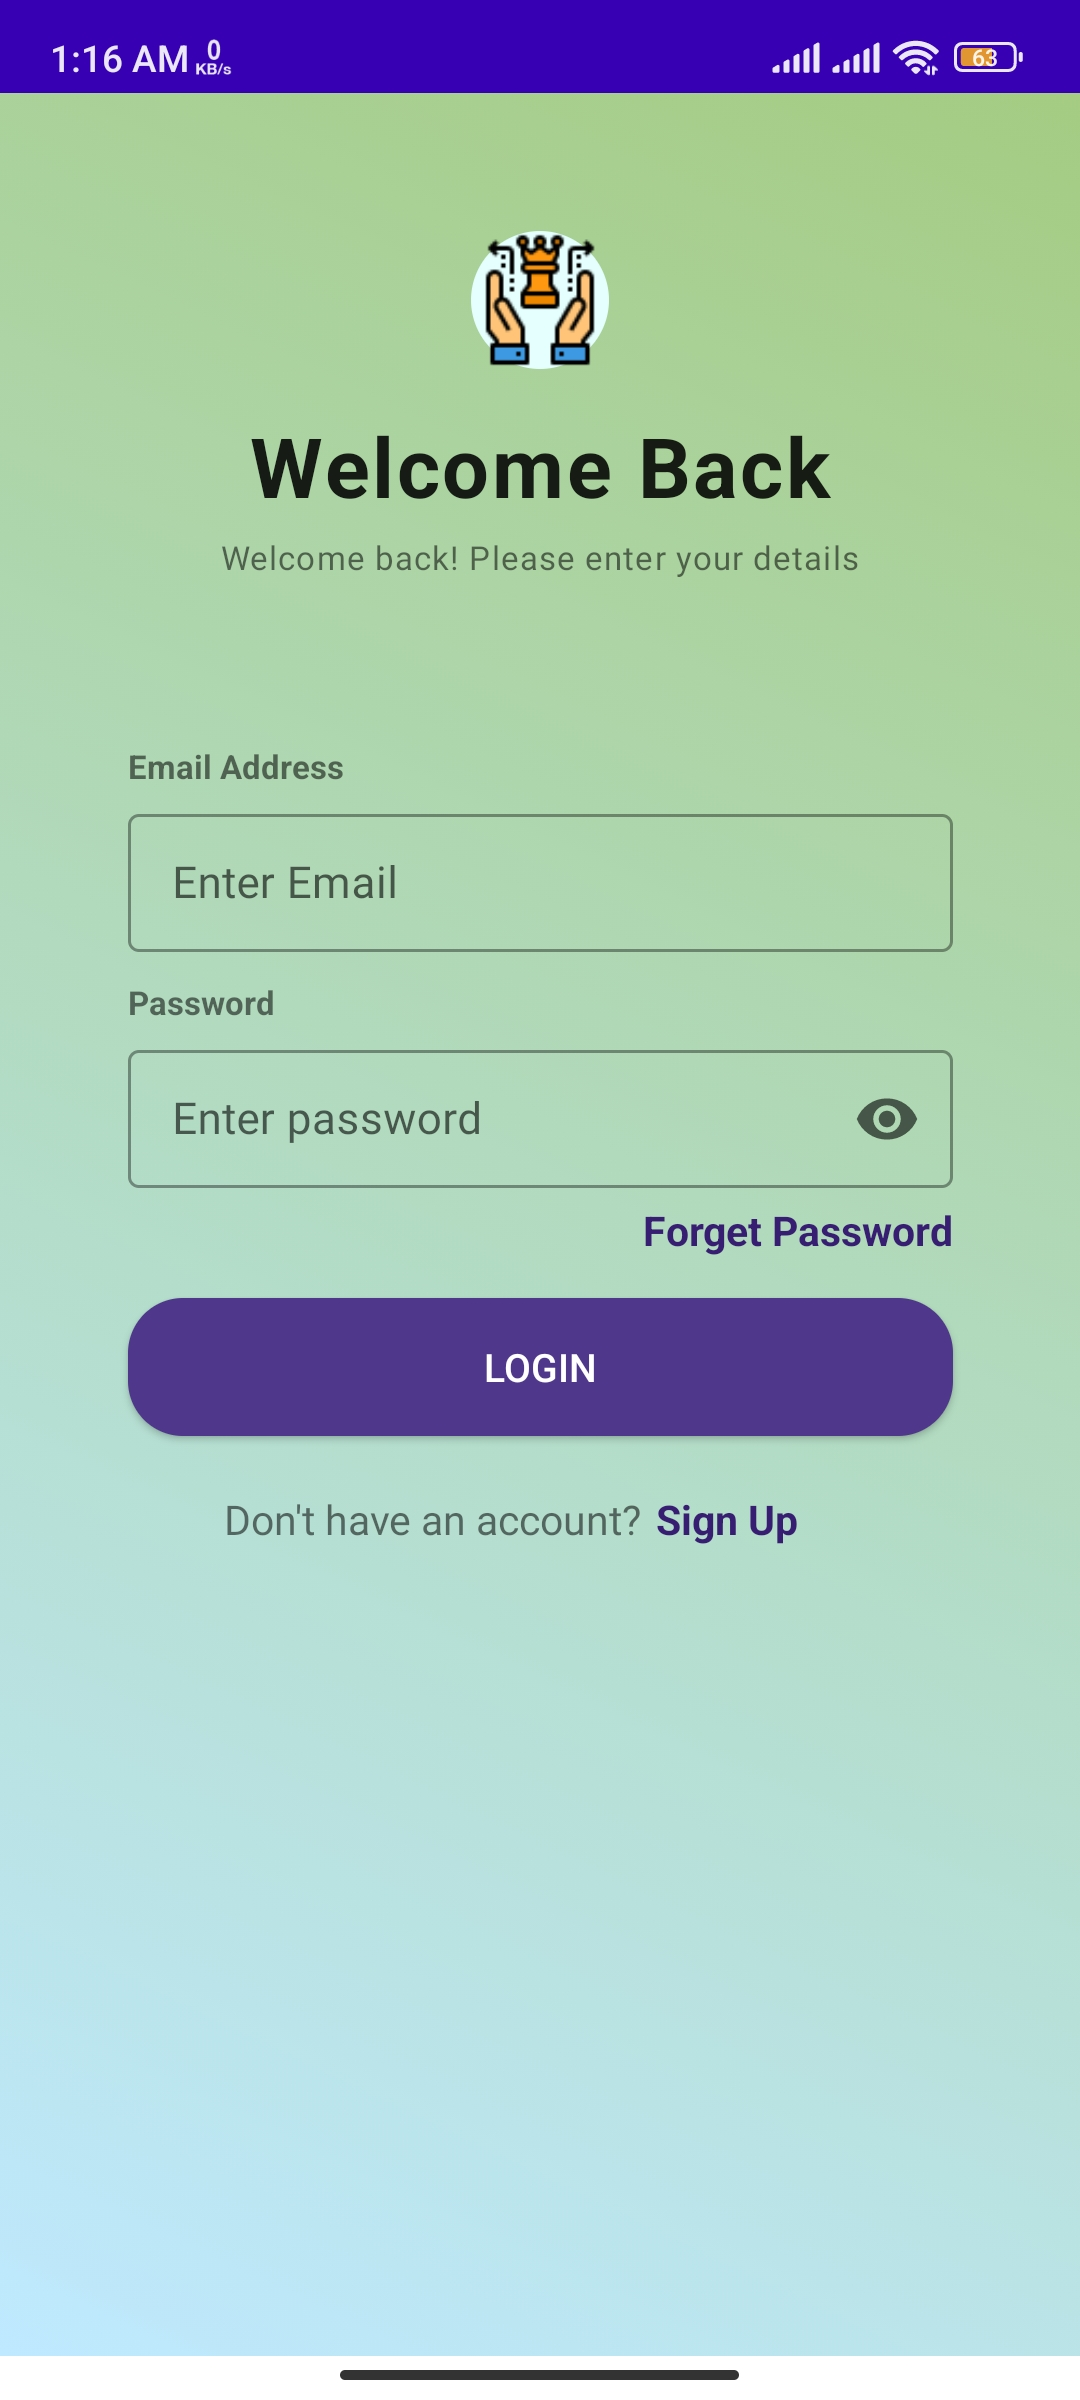 1:16 AM 0 KB/s 63
Welcome Back
Welcome back! Please enter your details
Email Address
Enter Email
Password
Enter password
Forget Password
LOGIN
Don't have an account? Sign Up